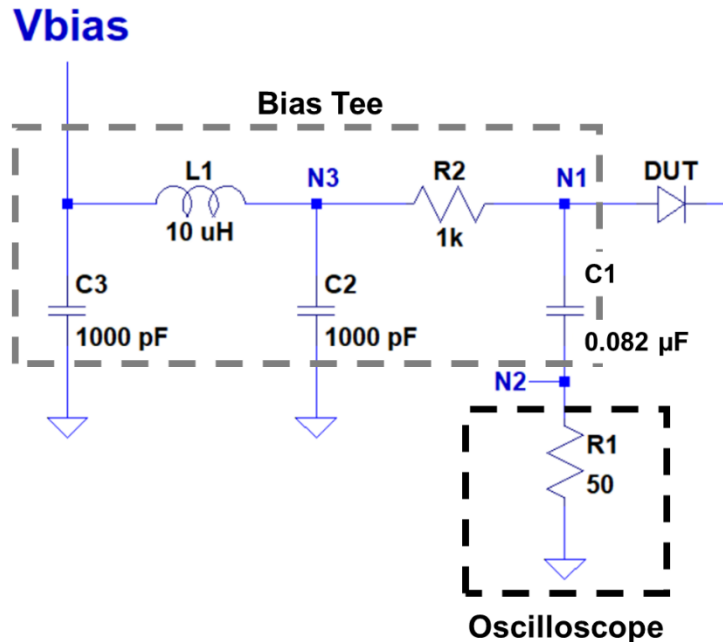 Vbias
Bias Tee
L1
10 uH
N3
R2
1k
N1
DUT
C3
1000 pF
C2
1000 pF
C1
0.082 µF
N2
R1
50
Oscilloscope